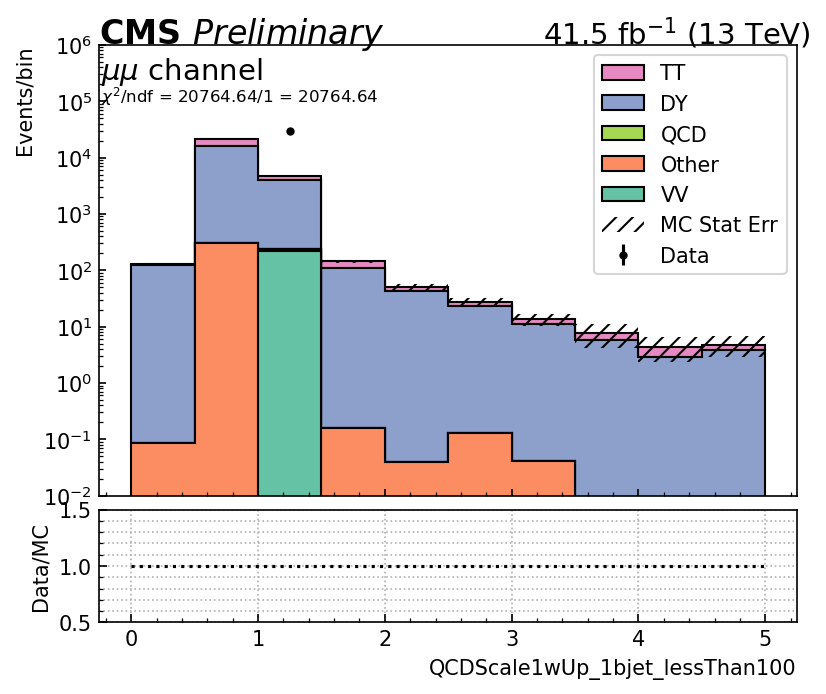 CMS Preliminary 41.5 fb⁻¹ (13 TeV)
μμ channel
χ²/ndf = 20764.64/1 = 20764.64
Events/bin
10⁶
10⁵
10⁴
10³
10²
10¹
10⁰
10⁻¹
10⁻²
TT
DY
QCD
Other
VV
MC Stat Err
Data
Data/MC
1.5
1.0
0.5
0 1 2 3 4 5
QCDScale1wUp_1bjet_lessThan100